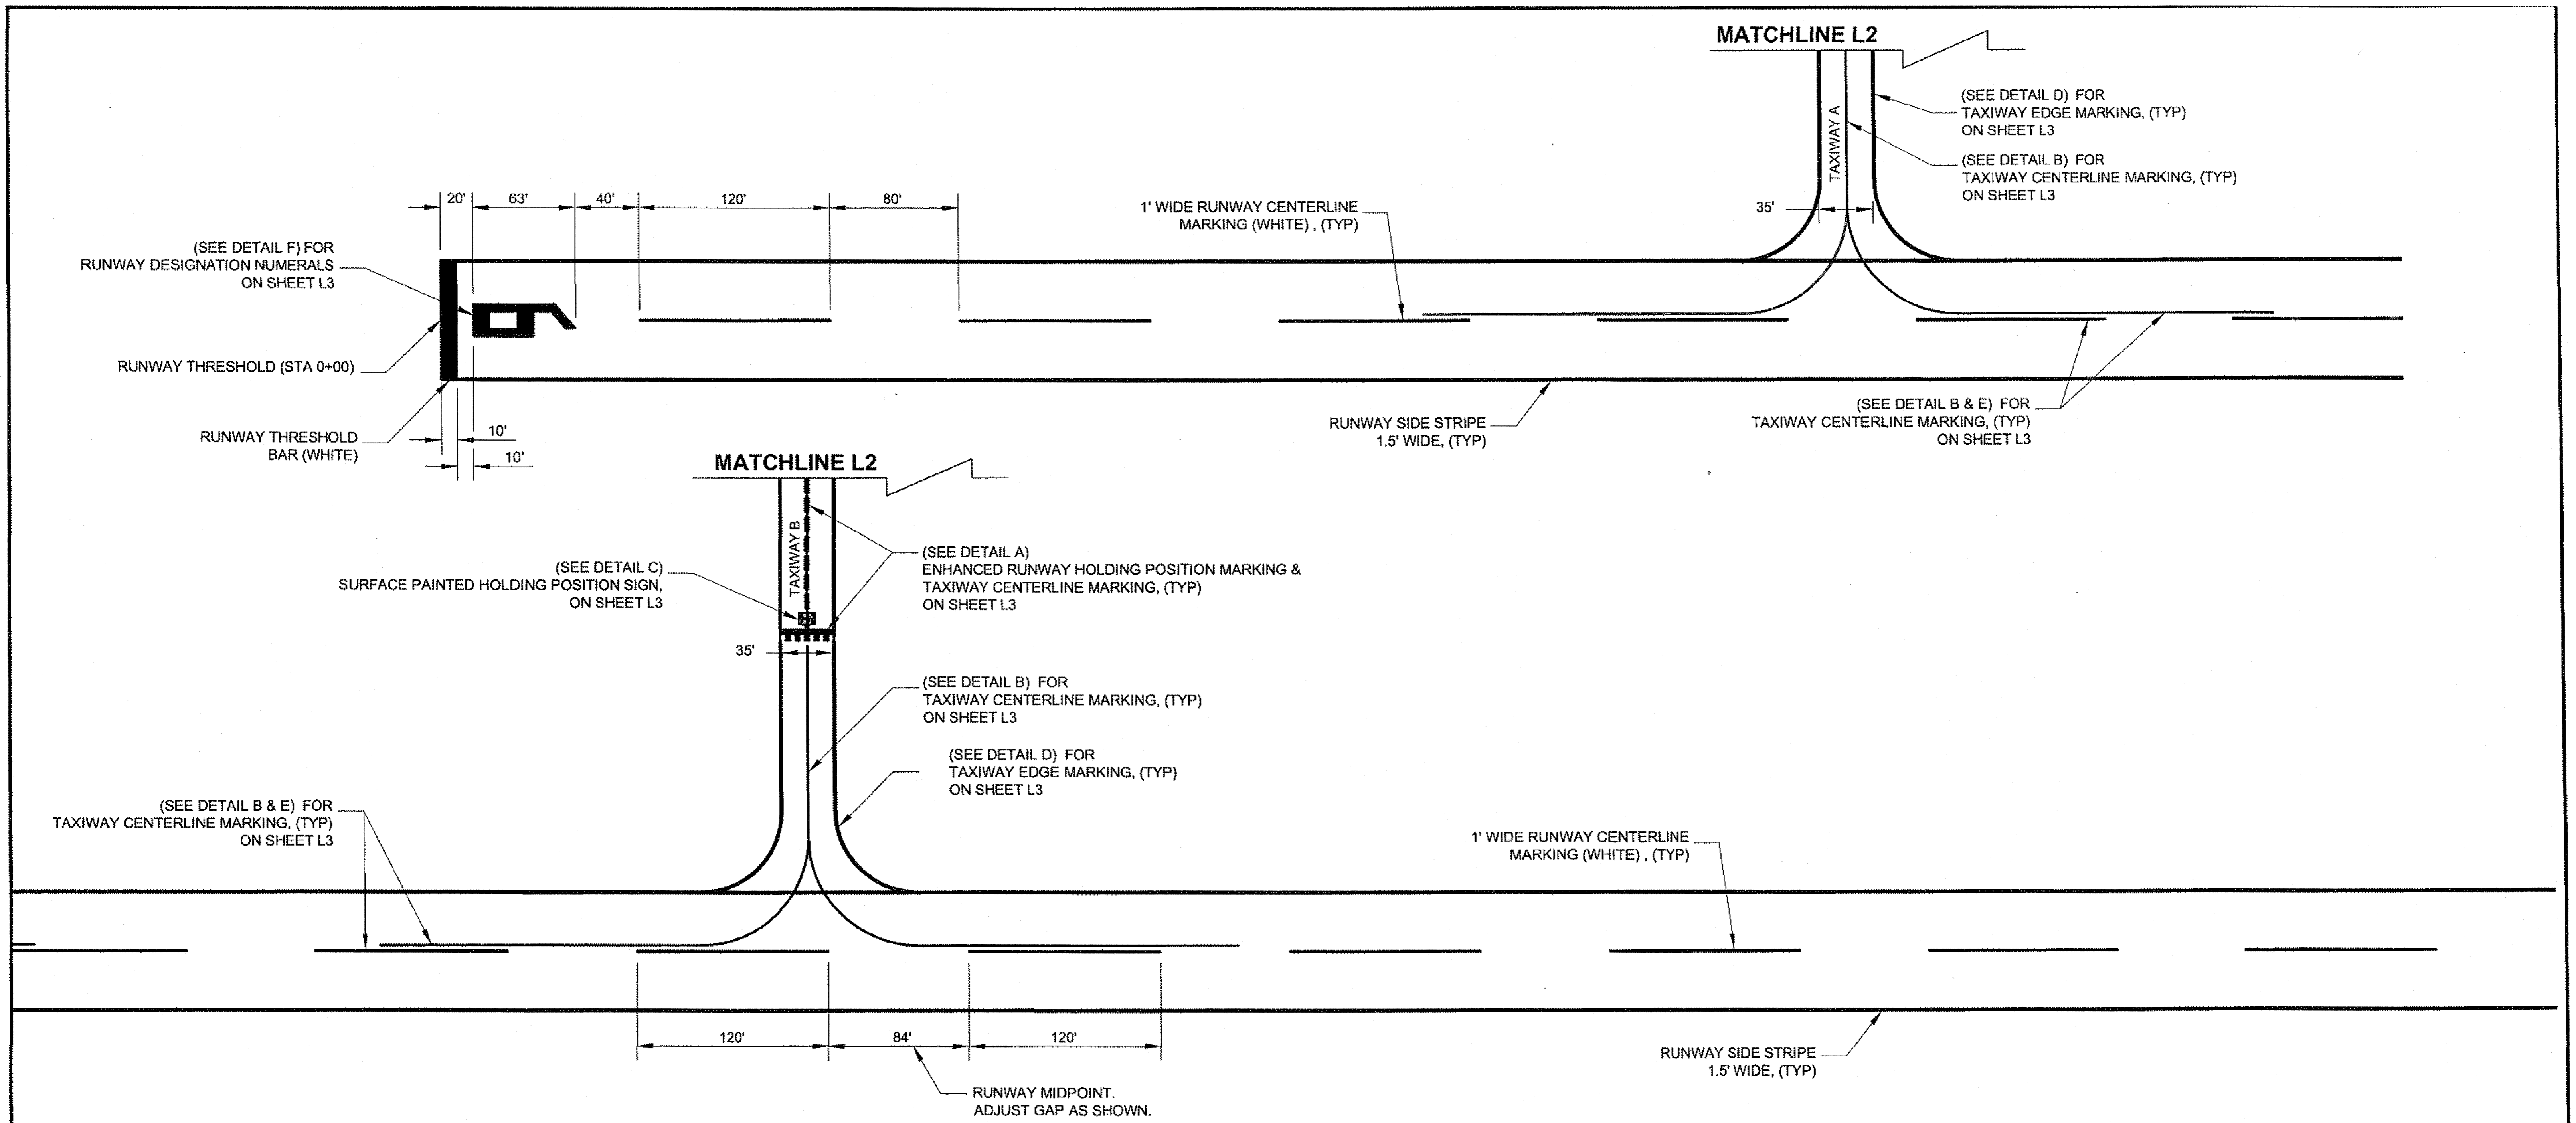 MATCHLINE L2
(SEE DETAIL D) FOR
TAXIWAY EDGE MARKING, (TYP)
ON SHEET L3
TAXIWAY A
(SEE DETAIL B) FOR
TAXIWAY CENTERLINE MARKING, (TYP)
ON SHEET L3
20'
63'
40'
120'
80'
1' WIDE RUNWAY CENTERLINE
MARKING (WHITE) , (TYP)
35'
(SEE DETAIL F) FOR
RUNWAY DESIGNATION NUMERALS
ON SHEET L3
RUNWAY THRESHOLD (STA 0+00)
RUNWAY THRESHOLD
BAR (WHITE)
10'
10'
RUNWAY SIDE STRIPE
1.5' WIDE, (TYP)
(SEE DETAIL B & E) FOR
TAXIWAY CENTERLINE MARKING, (TYP)
ON SHEET L3
MATCHLINE L2
TAXIWAY B
(SEE DETAIL C)
SURFACE PAINTED HOLDING POSITION SIGN,
ON SHEET L3
(SEE DETAIL A)
ENHANCED RUNWAY HOLDING POSITION MARKING &
TAXIWAY CENTERLINE MARKING, (TYP)
ON SHEET L3
35'
(SEE DETAIL B) FOR
TAXIWAY CENTERLINE MARKING, (TYP)
ON SHEET L3
(SEE DETAIL D) FOR
TAXIWAY EDGE MARKING, (TYP)
ON SHEET L3
(SEE DETAIL B & E) FOR
TAXIWAY CENTERLINE MARKING, (TYP)
ON SHEET L3
1' WIDE RUNWAY CENTERLINE
MARKING (WHITE) , (TYP)
120'
84'
120'
RUNWAY MIDPOINT.
ADJUST GAP AS SHOWN.
RUNWAY SIDE STRIPE
1.5' WIDE, (TYP)